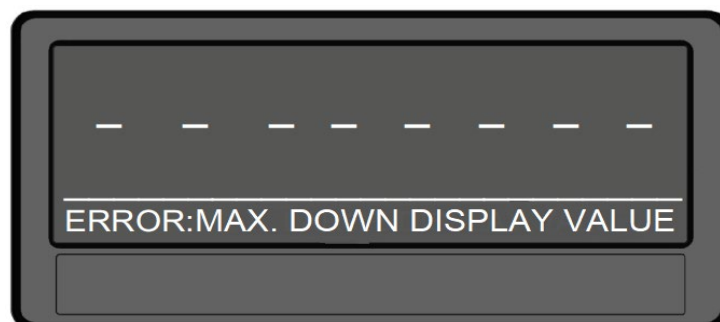 _ _ _ _ _ _ _ _
ERROR:MAX. DOWN DISPLAY VALUE